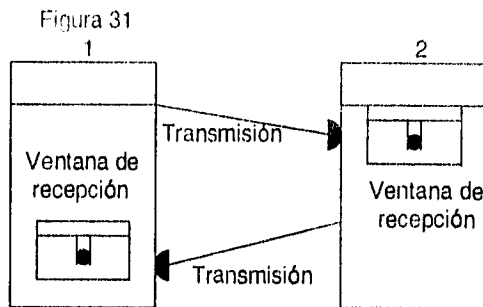 Figura 31
1
2
Transmisión
Ventana de
recepción
Ventana de
recepción
Transmisión